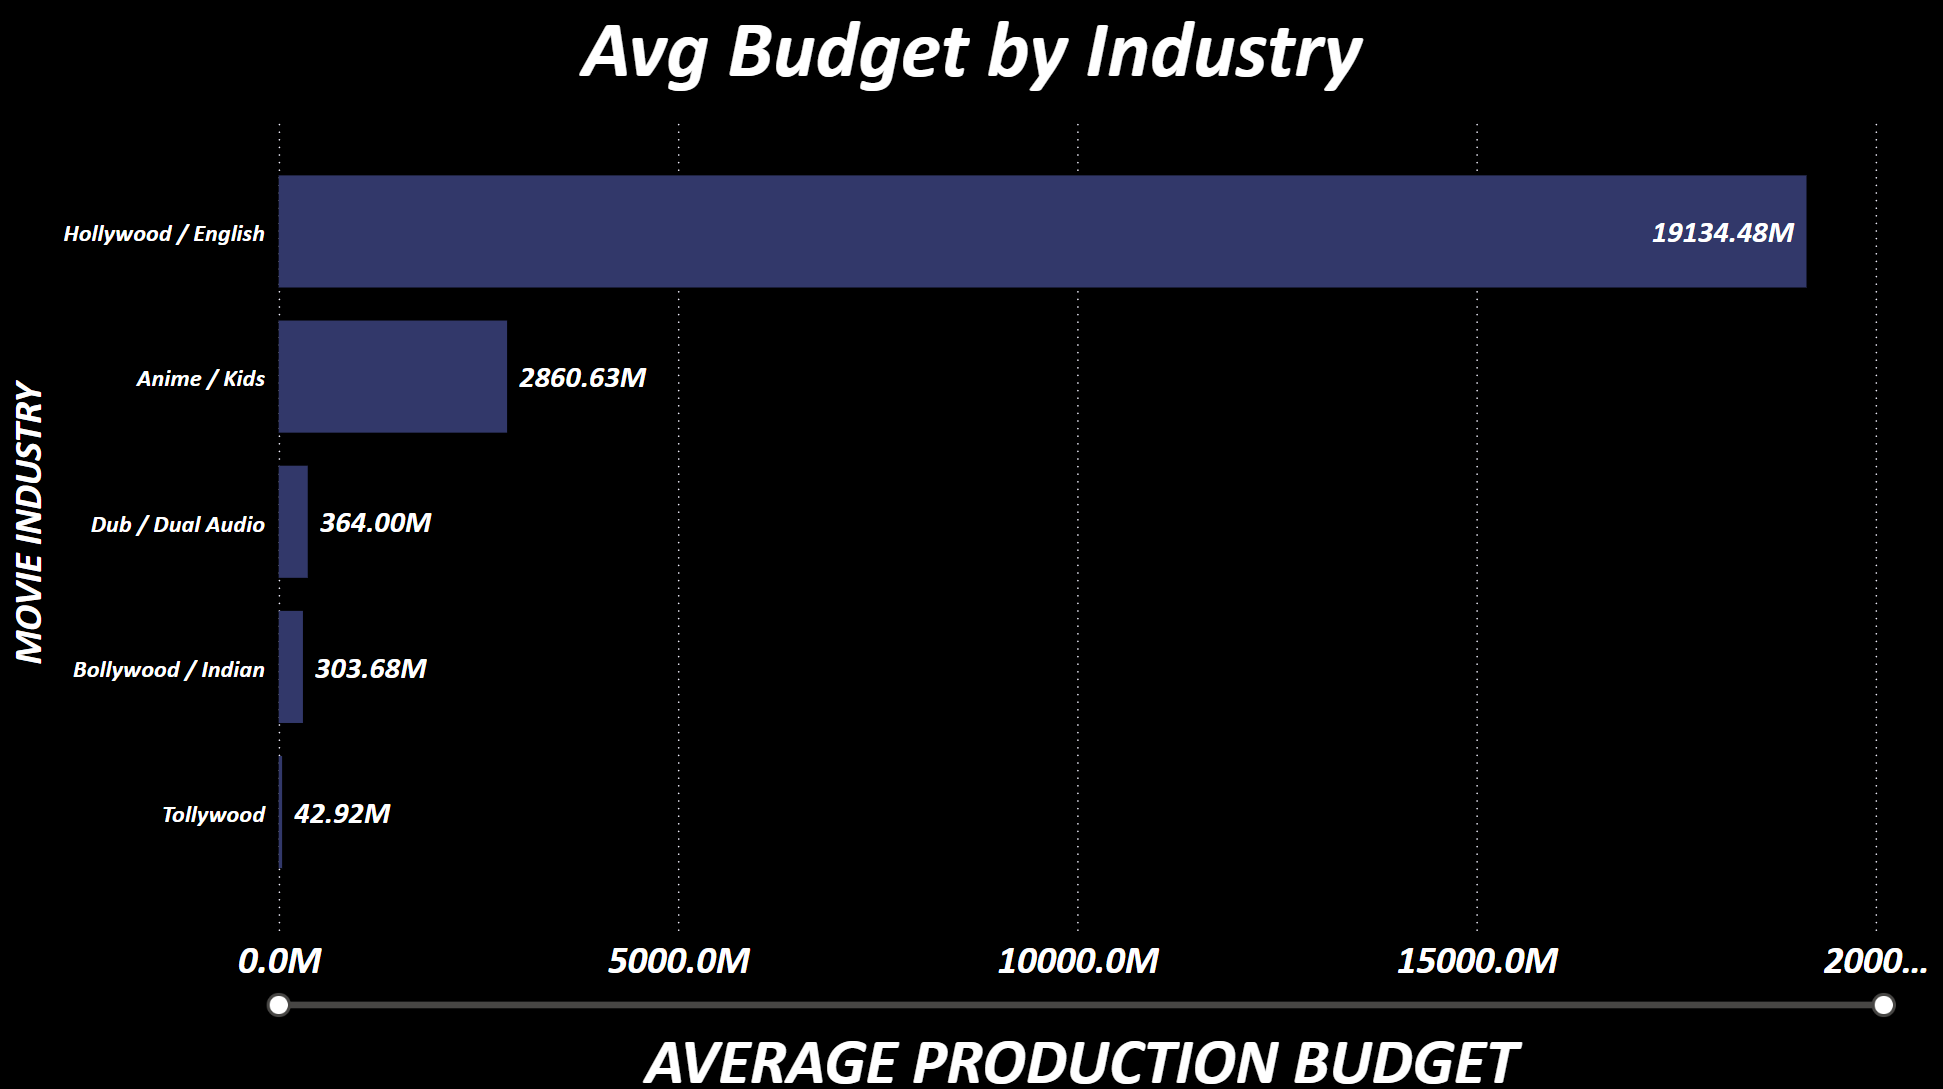 Avg Budget by Industry
MOVIE INDUSTRY
Hollywood / English
19134.48M
Anime / Kids
2860.63M
Dub / Dual Audio
364.00M
Bollywood / Indian
303.68M
Tollywood
42.92M
0.0M 5000.0M 10000.0M 15000.0M 2000...
AVERAGE PRODUCTION BUDGET